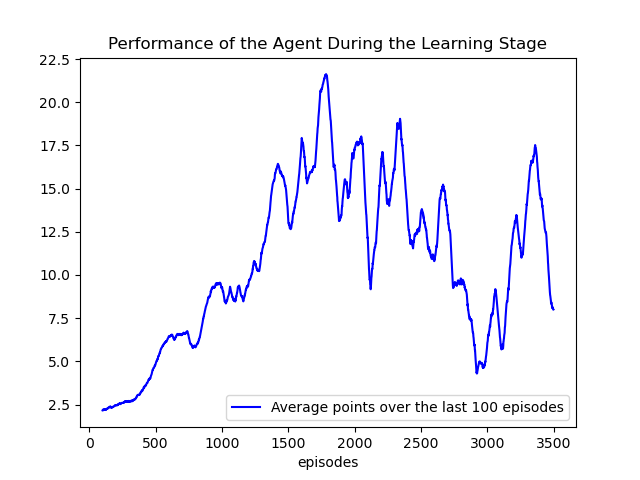 Performance of the Agent During the Learning Stage
22.5
20.0
17.5
15.0
12.5
10.0
7.5
5.0
2.5
Average points over the last 100 episodes
0 500 1000 1500 2000 2500 3000 3500
episodes